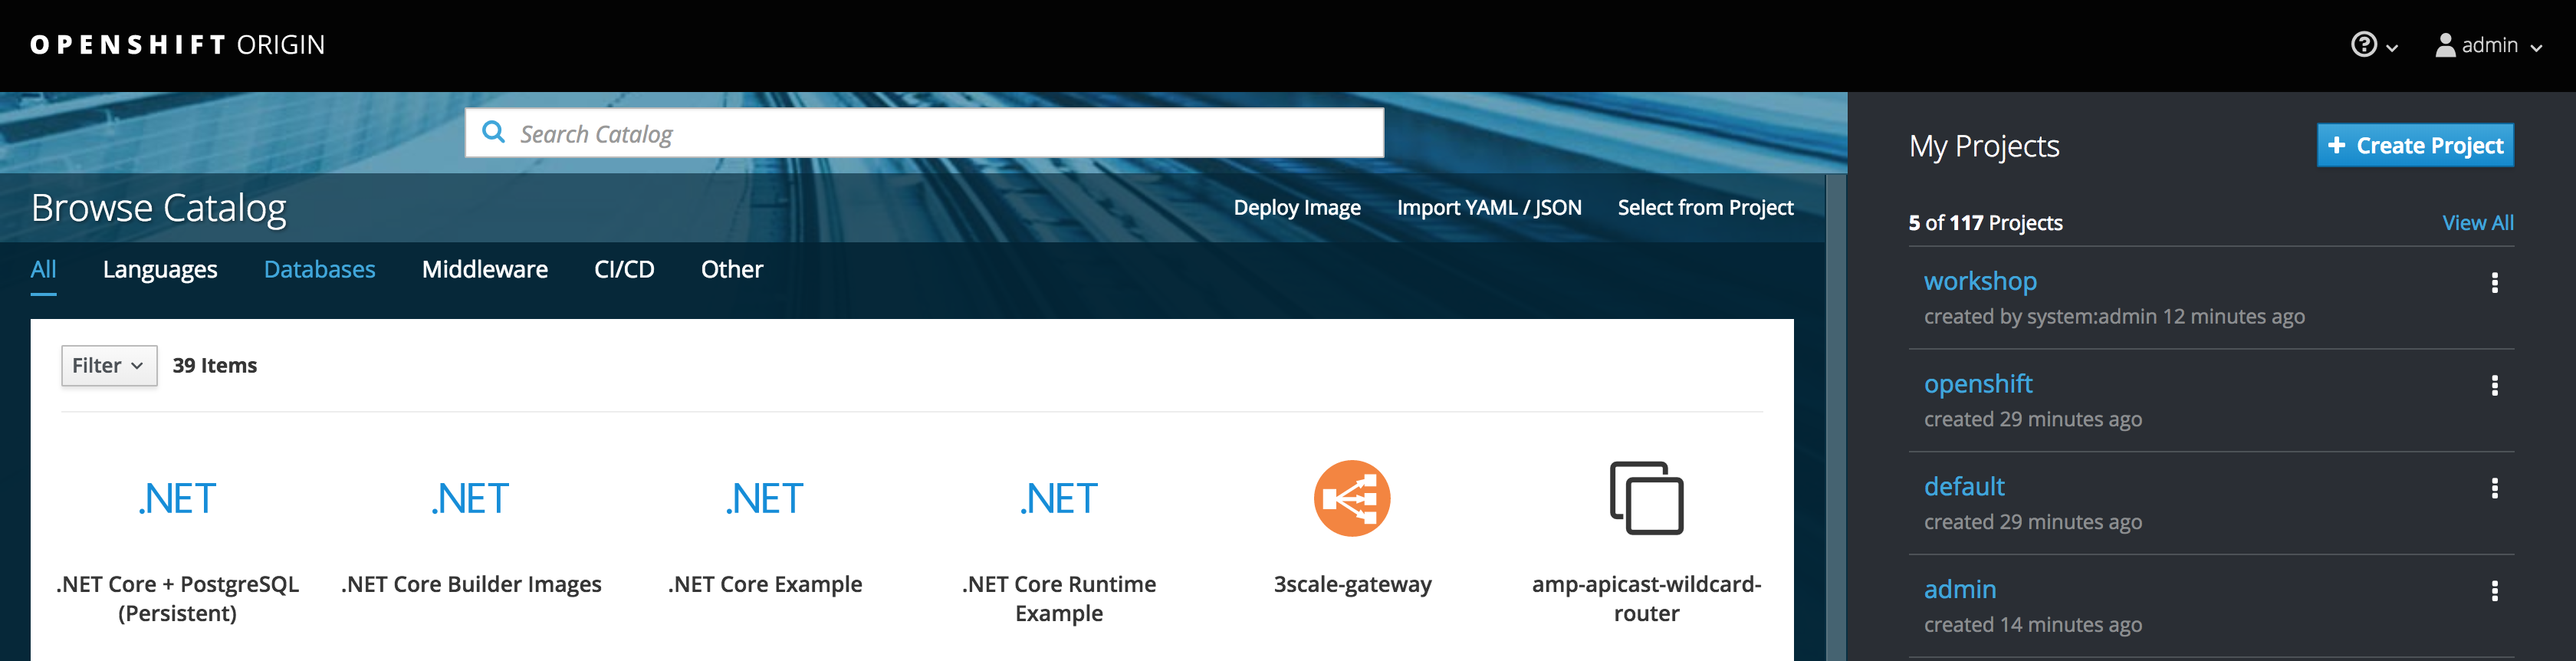 OPENSHIFT ORIGIN
admin
Search Catalog
My Projects
Create Project
Browse Catalog
Deploy Image
Import YAML / JSON
Select from Project
5 of 117 Projects
View All
All
Languages
Databases
Middleware
CI/CD
Other
Filter
39 Items
.NET
.NET
.NET
.NET
.NET Core + PostgreSQL
(Persistent)
.NET Core Builder Images
.NET Core Example
.NET Core Runtime
Example
3scale-gateway
amp-apicast-wildcard-
router
workshop
created by system:admin 12 minutes ago
openshift
created 29 minutes ago
default
created 29 minutes ago
admin
created 14 minutes ago